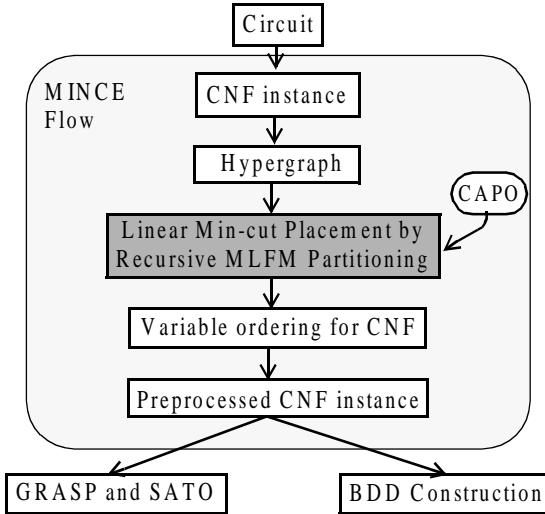 Circuit
MINCE
Flow
CNF instance
Hypergraph
CAPO
Linear Min-cut Placement by
Recursive MLFM Partitioning
Variable ordering for CNF
Preprocessed CNF instance
GRASP and SATO
BDD Construction